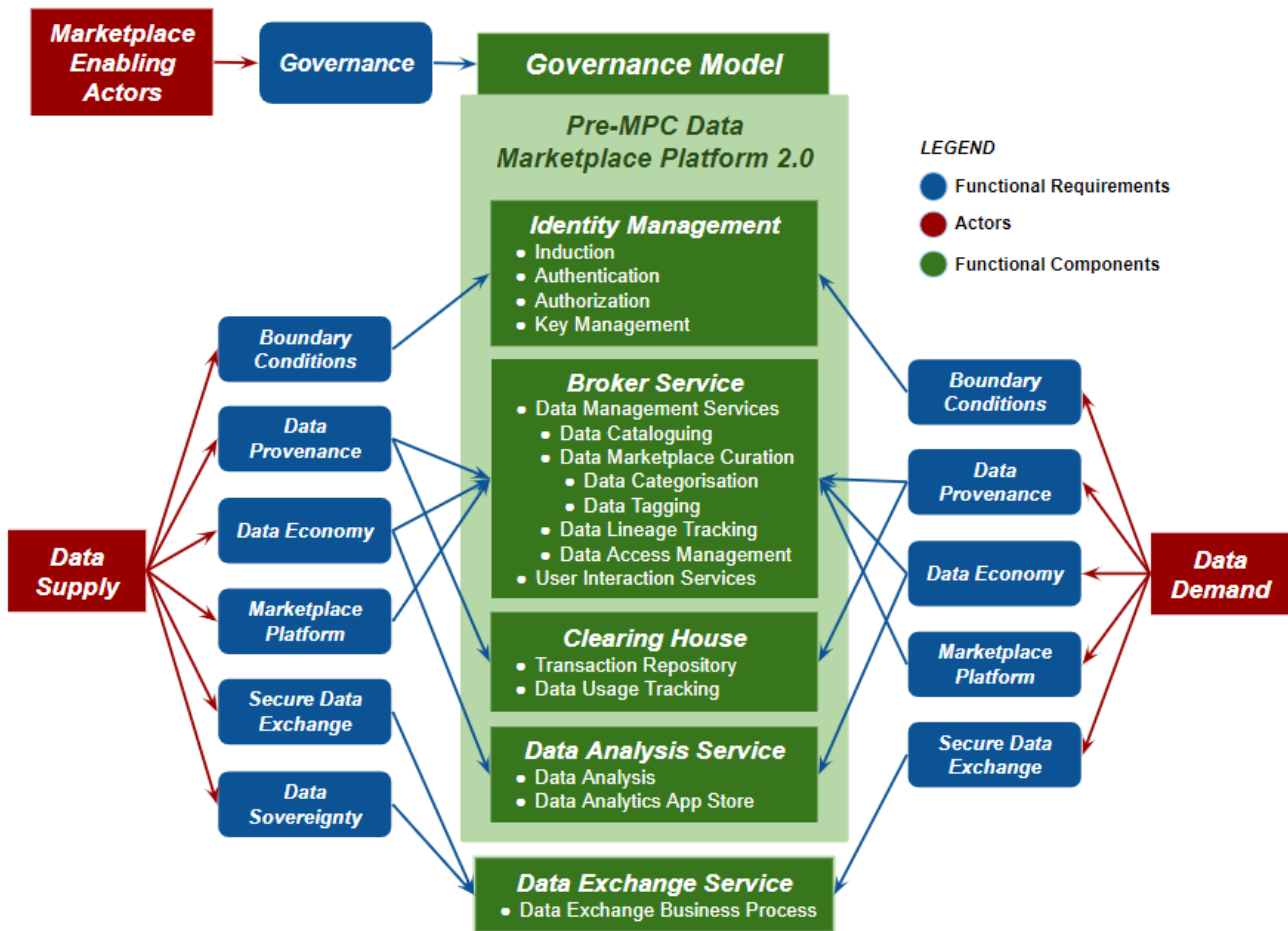 Marketplace
Enabling
Actors
Governance
Governance Model
Pre-MPC Data
Marketplace Platform 2.0
LEGEND
Functional Requirements
Actors
Functional Components
Identity Management
• Induction
• Authentication
• Authorization
• Key Management
Broker Service
• Data Management Services
• Data Cataloguing
• Data Marketplace Curation
• Data Categorisation
• Data Tagging
• Data Lineage Tracking
• Data Access Management
• User Interaction Services
Clearing House
• Transaction Repository
• Data Usage Tracking
Data Analysis Service
• Data Analysis
• Data Analytics App Store
Data Exchange Service
• Data Exchange Business Process
Data
Supply
Boundary
Conditions
Data
Provenance
Data Economy
Marketplace
Platform
Secure Data
Exchange
Data
Sovereignty
Boundary
Conditions
Data
Provenance
Data Economy
Marketplace
Platform
Secure Data
Exchange
Data
Demand